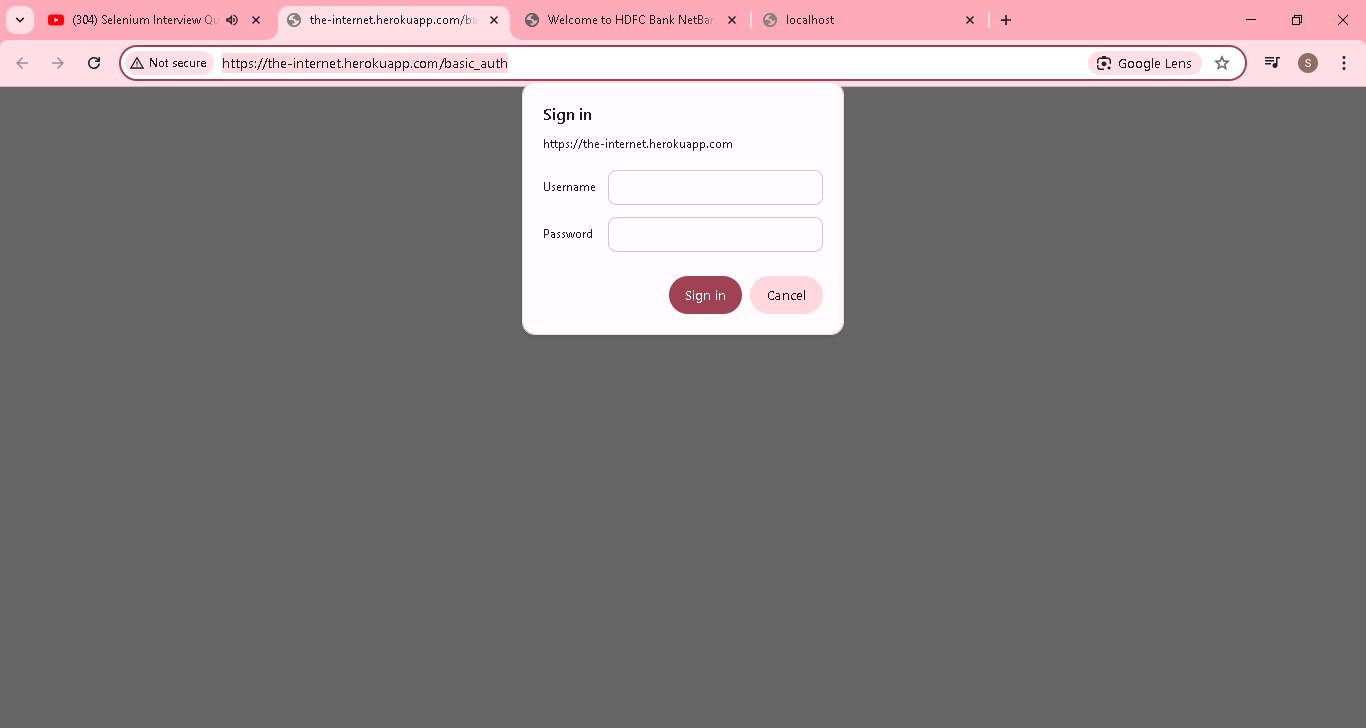 (304) Selenium Interview Qu
the-internet.herokuapp.com/ba
Welcome to HDFC Bank NetBan
localhost
Not secure
https://the-internet.herokuapp.com/basic_auth
Google Lens
S
Sign in
https://the-internet.herokuapp.com
Username
Password
Sign in
Cancel